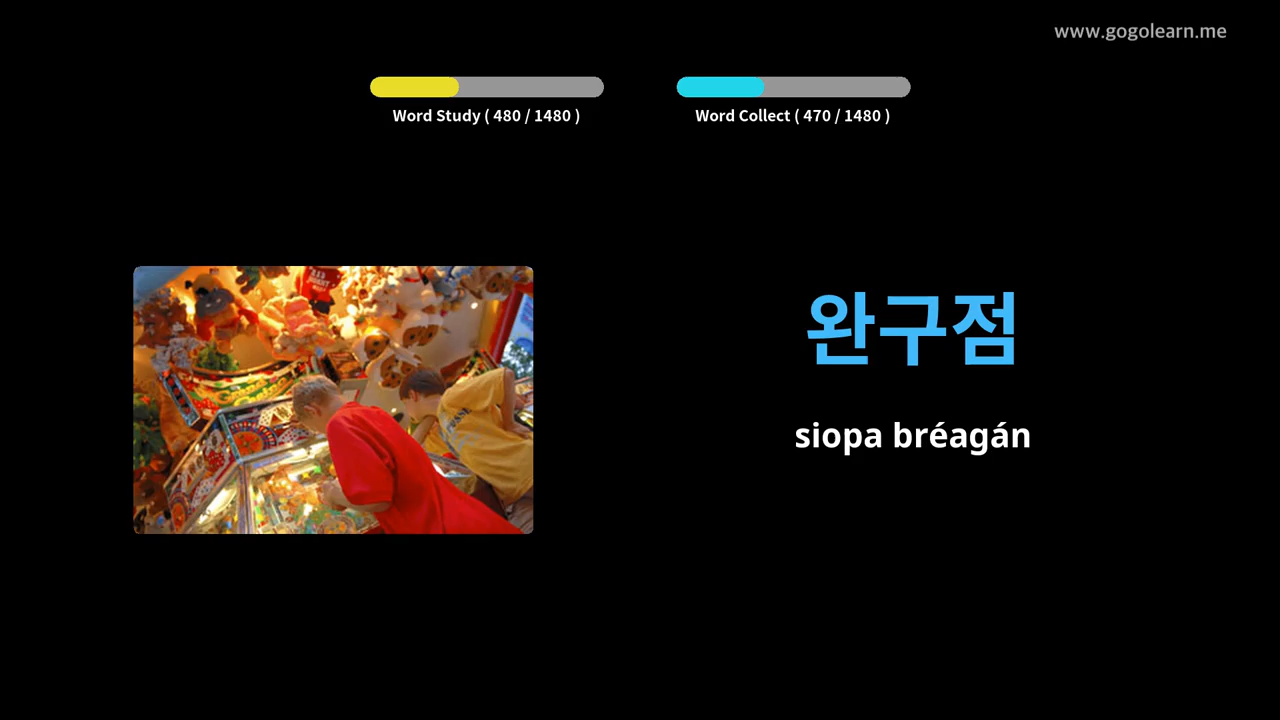 www.gogolearn.me
Word Study ( 480 / 1480 )
Word Collect ( 470 / 1480 )
완구점
siopa bréagán